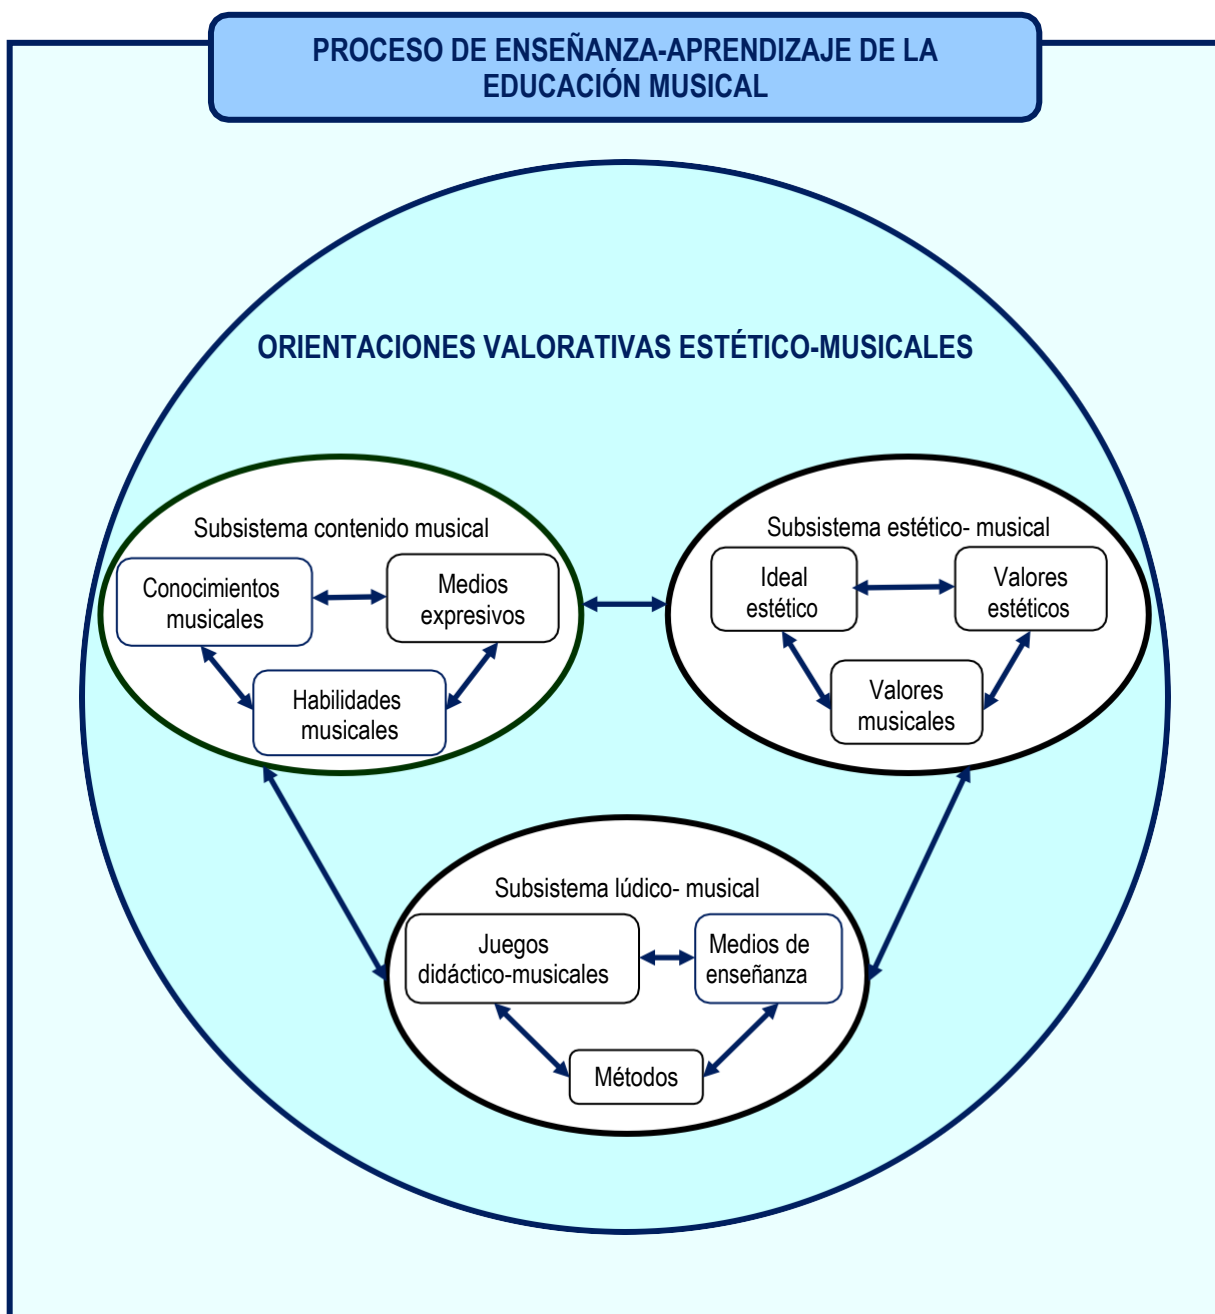 PROCESO DE ENSEÑANZA-APRENDIZAJE DE LA
EDUCACIÓN MUSICAL
ORIENTACIONES VALORATIVAS ESTÉTICO-MUSICALES
Subsistema contenido musical
Conocimientos
musicales
Medios
expresivos
Habilidades
musicales
Subsistema estético- musical
Ideal
estético
Valores
estéticos
Valores
musicales
Subsistema lúdico- musical
Juegos
didáctico-musicales
Medios de
enseñanza
Métodos